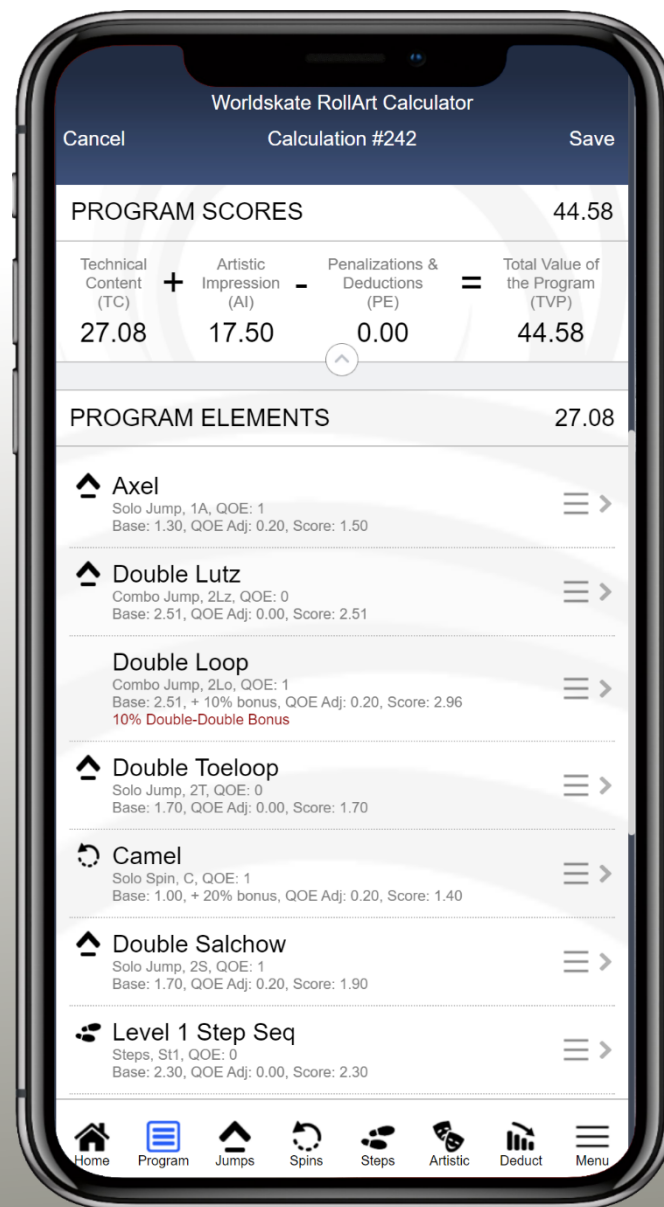 Worldskate RollArt Calculator
Cancel Calculation #242 Save
PROGRAM SCORES 44.58
Technical Content (TC) + Artistic Impression (AI) - Penalizations & Deductions (PE) = Total Value of the Program (TVP)
27.08 17.50 0.00 44.58
PROGRAM ELEMENTS 27.08
Axel
Solo Jump, 1A, QOE: 1
Base: 1.30, QOE Adj: 0.20, Score: 1.50
Double Lutz
Combo Jump, 2Lz, QOE: 0
Base: 2.51, QOE Adj: 0.00, Score: 2.51
Double Loop
Combo Jump, 2Lo, QOE: 1
Base: 2.51, + 10% bonus, QOE Adj: 0.20, Score: 2.96
10% Double-Double Bonus
Double Toeloop
Solo Jump, 2T, QOE: 0
Base: 1.70, QOE Adj: 0.00, Score: 1.70
Camel
Solo Spin, C, QOE: 1
Base: 1.00, + 20% bonus, QOE Adj: 0.20, Score: 1.40
Double Salchow
Solo Jump, 2S, QOE: 1
Base: 1.70, QOE Adj: 0.20, Score: 1.90
Level 1 Step Seq
Steps, St1, QOE: 0
Base: 2.30, QOE Adj: 0.00, Score: 2.30
Home Program Jumps Spins Steps Artistic Deduct Menu